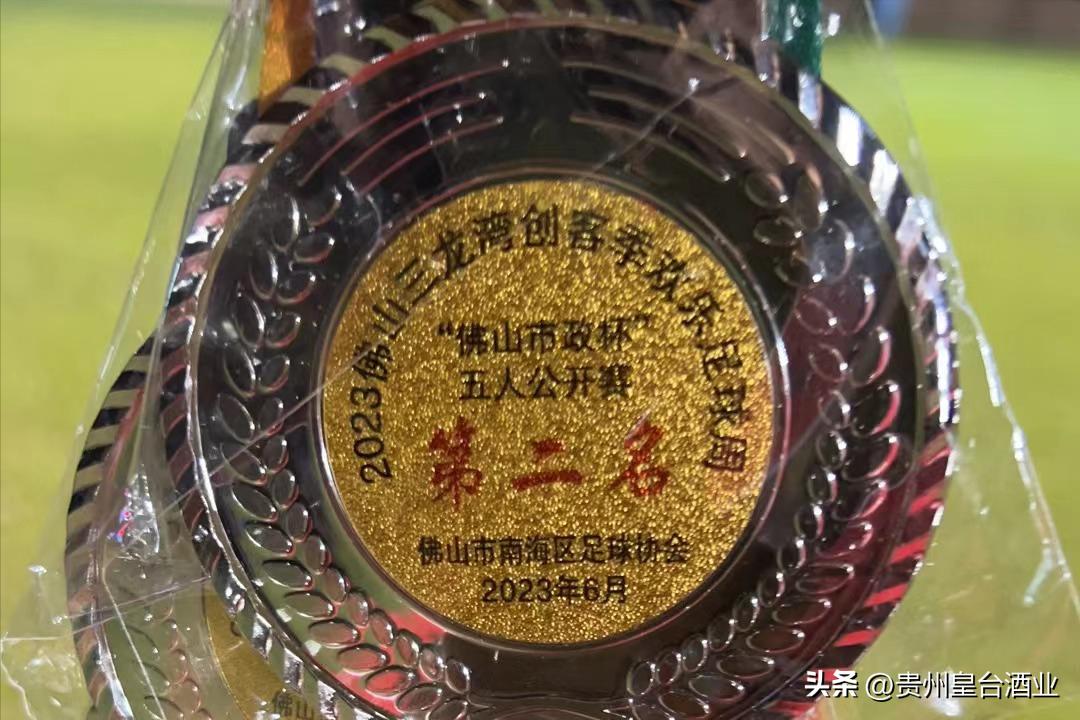 2023佛山三龙湾创客季欢乐足球周
“佛山市政杯”
五人公开赛
第二名
佛山市南海区足球协会
2023年6月
佛山
头条 @贵州皇台酒业